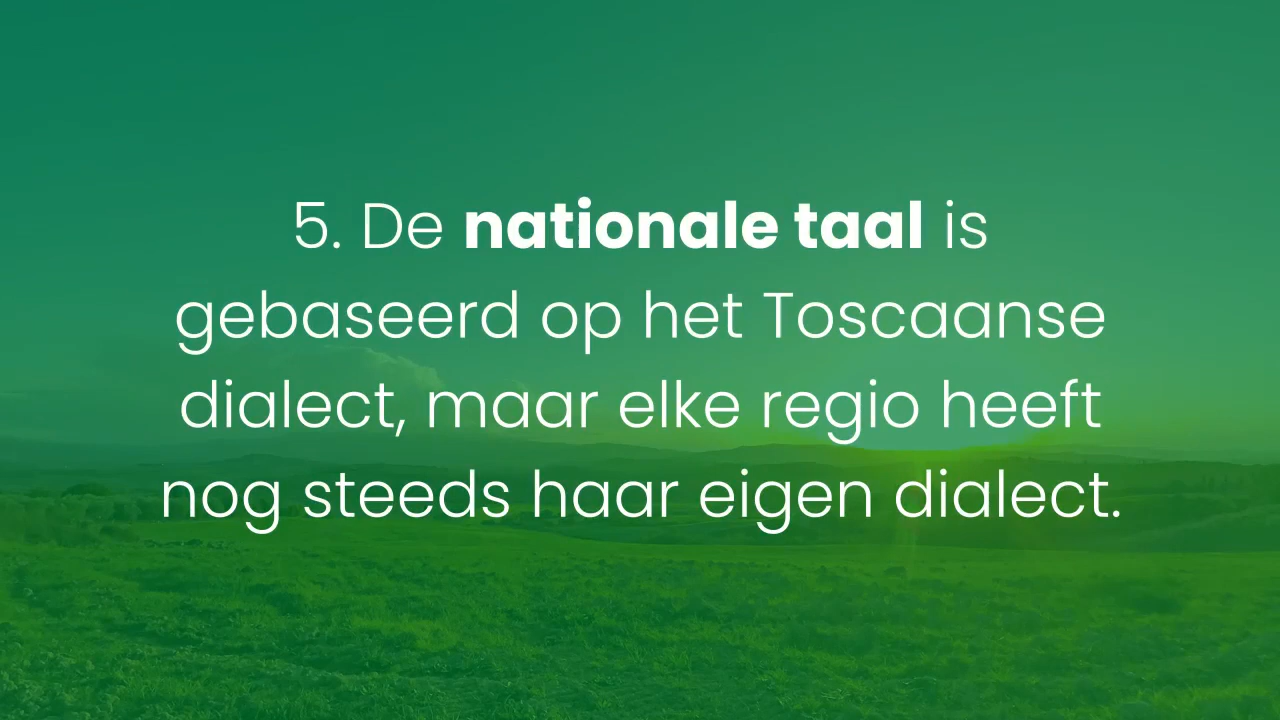 5. De nationale taal is
gebaseerd op het Toscaanse
dialect, maar elke regio heeft
nog steeds haar eigen dialect.